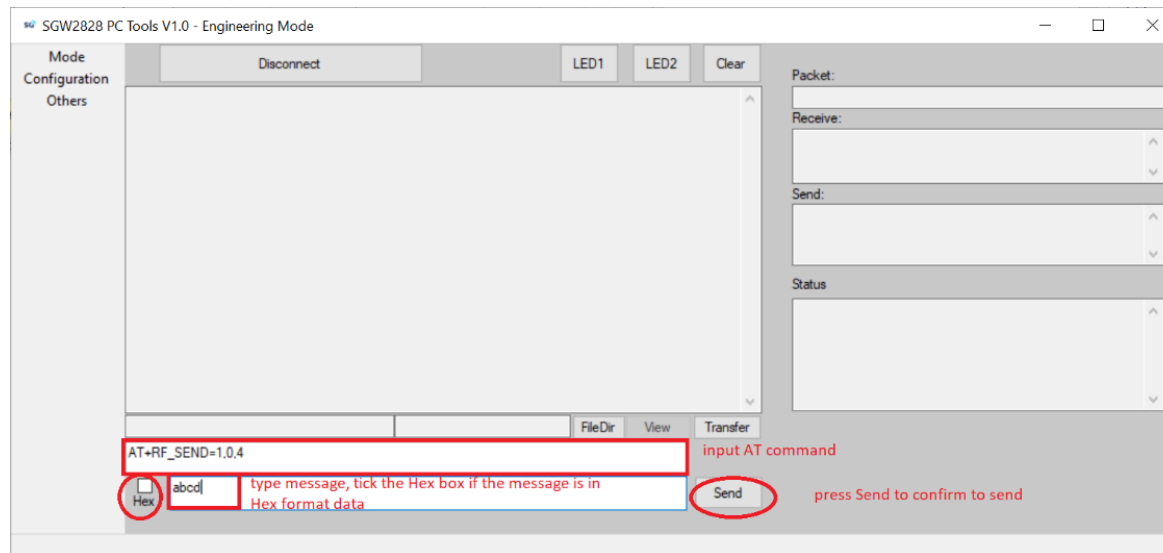 SG SGW2828 PC Tools V1.0 - Engineering Mode
Mode
Configuration
Others
Disconnect
LED1
LED2
Clear
Packet:
Receive:
Send:
Status
FileDir
View
Transfer
AT+RF_SEND=1,0,4
input AT command
Hex
abcd
type message, tick the Hex box if the message is in
Hex format data
Send
press Send to confirm to send